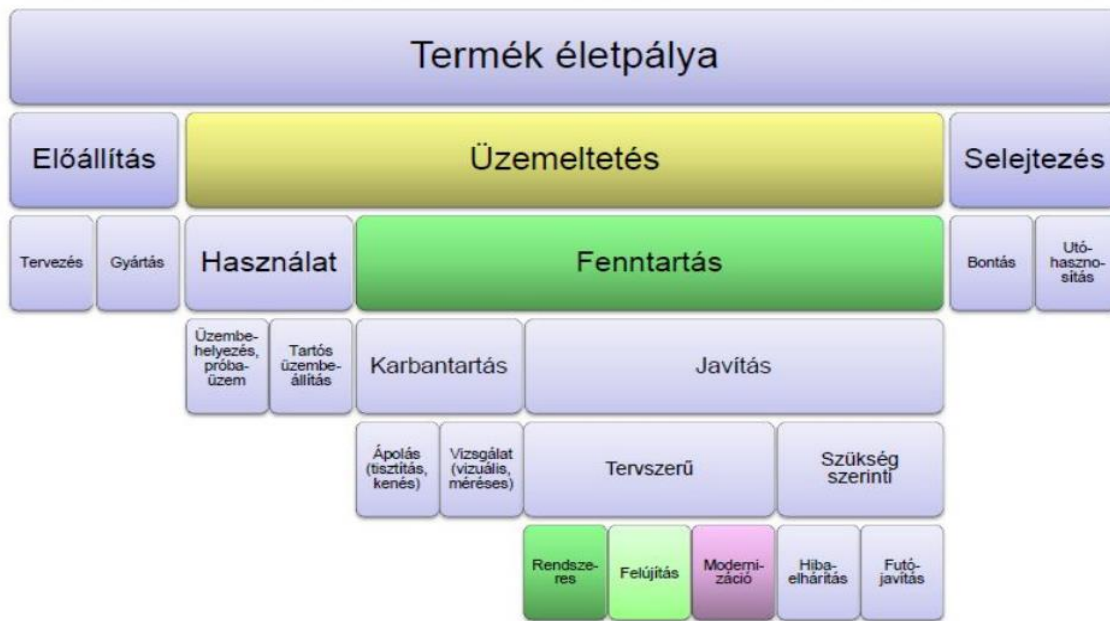 Termék életpálya
Előállítás
Üzemeltetés
Selejtezés
Tervezés
Gyártás
Használat
Fenntartás
Bontás
Utó-
haszno-
sítás
Üzembe-
helyezés,
próba-
üzem
Tartós
üzembe-
állítás
Karbantartás
Javítás
Ápolás
(tisztítás,
kenés)
Vizsgálat
(vizuális,
méréses)
Tervszerű
Szükség
szerinti
Rendsze-
res
Felújítás
Moderni-
záció
Hiba-
elhárítás
Futó-
javítás